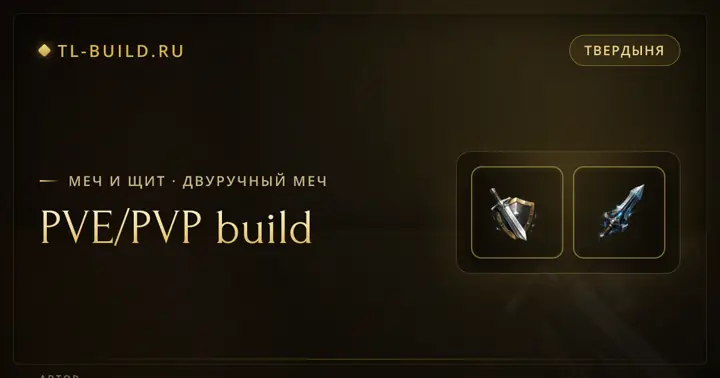 TL-BUILD.RU
ТВЕРДЫНЯ
МЕЧ И ЩИТ · ДВУРУЧНЫЙ МЕЧ
PVE/PVP build